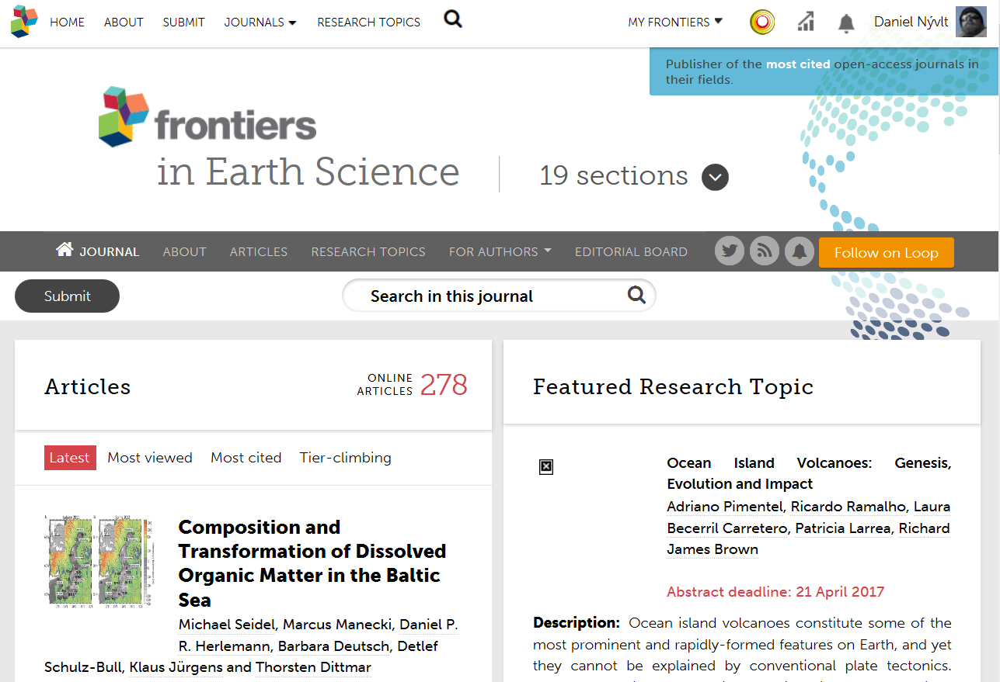 HOME ABOUT SUBMIT JOURNALS RESEARCH TOPICS MY FRONTIERS Daniel Nývlt
Publisher of the most cited open-access journals in
their fields.
frontiers
in Earth Science 19 sections
JOURNAL ABOUT ARTICLES RESEARCH TOPICS FOR AUTHORS EDITORIAL BOARD Follow on Loop
Submit Search in this journal
Articles ONLINE
ARTICLES 278
Latest Most viewed Most cited Tier-climbing
Composition and
Transformation of Dissolved
Organic Matter in the Baltic
Sea
Michael Seidel, Marcus Manecki, Daniel P.
R. Herlemann, Barbara Deutsch, Detlef
Schulz-Bull, Klaus Jürgens and Thorsten Dittmar
Featured Research Topic
Ocean Island Volcanoes: Genesis,
Evolution and Impact
Adriano Pimentel, Ricardo Ramalho, Laura
Becerril Carretero, Patricia Larrea, Richard
James Brown
Abstract deadline: 21 April 2017
Description: Ocean island volcanoes constitute some of the
most prominent and rapidly-formed features on Earth, and yet
they cannot be explained by conventional plate tectonics.